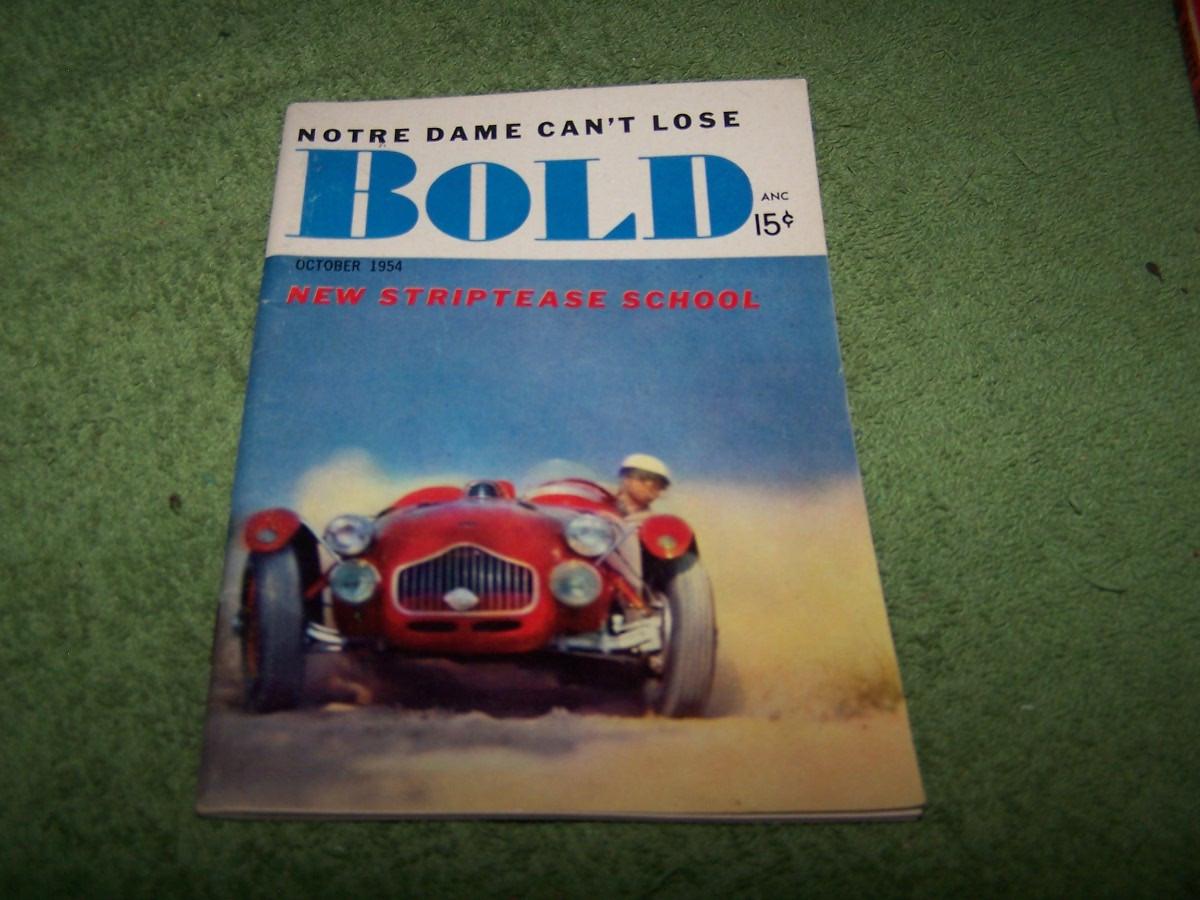 NOTRE DAME CAN'T LOSE
BOLD
ANC
15¢
OCTOBER 1954
NEW STRIPTEASE SCHOOL